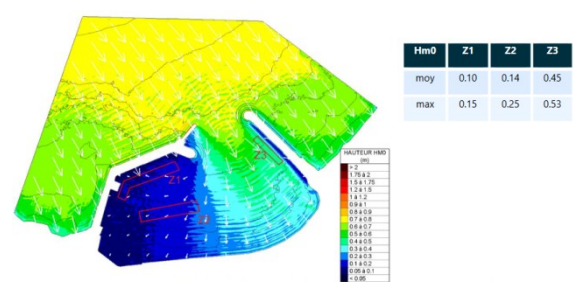 Hm0 Z1 Z2 Z3
moy 0.10 0.14 0.45
max 0.15 0.25 0.53
Z1
Z2
Z3
HAUTEUR HM0
(m)
> 2
1.75 à 2
1.5 à 1.75
1.2 à 1.5
1 à 1.2
0.9 à 1
0.8 à 0.9
0.7 à 0.8
0.6 à 0.7
0.5 à 0.6
0.4 à 0.5
0.3 à 0.4
0.2 à 0.3
0.1 à 0.2
0.05 à 0.1
< 0.05